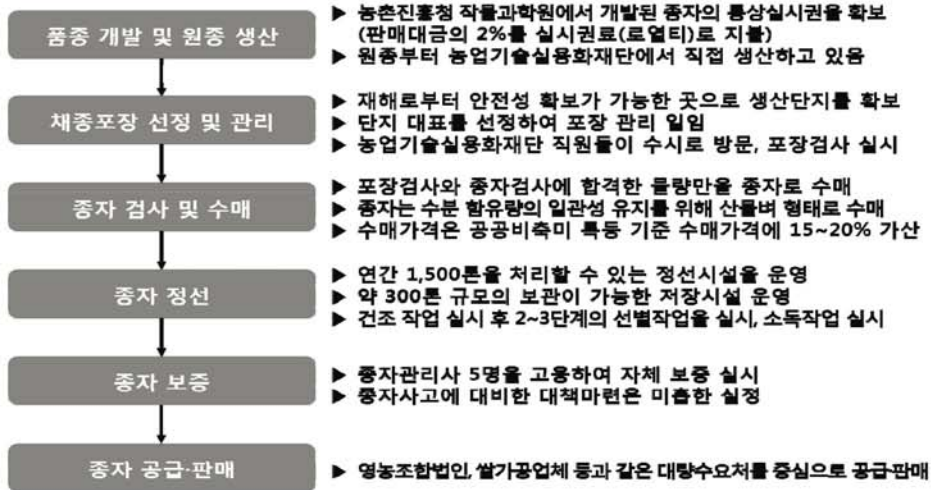 품종 개발 및 원종 생산
▶ 농촌진흥청 작물과학원에서 개발된 종자의 통상실시권을 확보
(판매대금의 2%를 실시권료(로열티)로 지불)
▶ 원종부터 농업기술실용화재단에서 직접 생산하고 있음
채종포장 선정 및 관리
▶ 재해로부터 안전성 확보가 가능한 곳으로 생산단지를 확보
▶ 단지 대표를 선정하여 포장 관리 일임
▶ 농업기술실용화재단 직원들이 수시로 방문, 포장검사 실시
종자 검사 및 수매
▶ 포장검사와 종자검사에 합격한 물량만을 종자로 수매
▶ 종자는 수분 함유량의 일관성 유지를 위해 산물벼 형태로 수매
▶ 수매가격은 공공비축미 특등 기준 수매가격에 15~20% 가산
종자 정선
▶ 연간 1,500톤을 처리할 수 있는 정선시설을 운영
▶ 약 300톤 규모의 보관이 가능한 저장시설 운영
▶ 건조 작업 실시 후 2~3단계의 선별작업을 실시, 소독작업 실시
종자 보증
▶ 종자관리사 5명을 고용하여 자체 보증 실시
▶ 종자사고에 대비한 대책마련은 미흡한 실정
종자 공급·판매
▶ 영농조합법인, 쌀가공업체 등과 같은 대량수요처를 중심으로 공급·판매